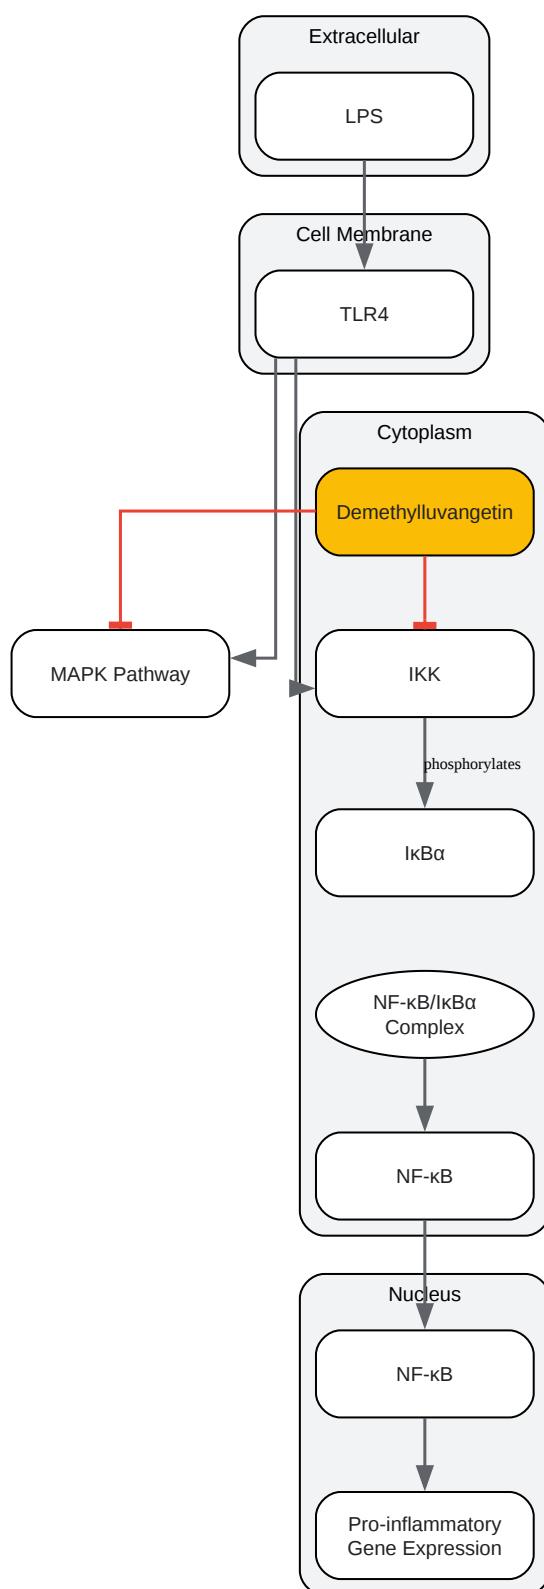 Extracellular
LPS
Cell Membrane
TLR4
Cytoplasm
Demethylluvangetin
MAPK Pathway
IKK
phosphorylates
IκBα
NF-κB/IκBα
Complex
NF-κB
Nucleus
NF-κB
Pro-inflammatory
Gene Expression